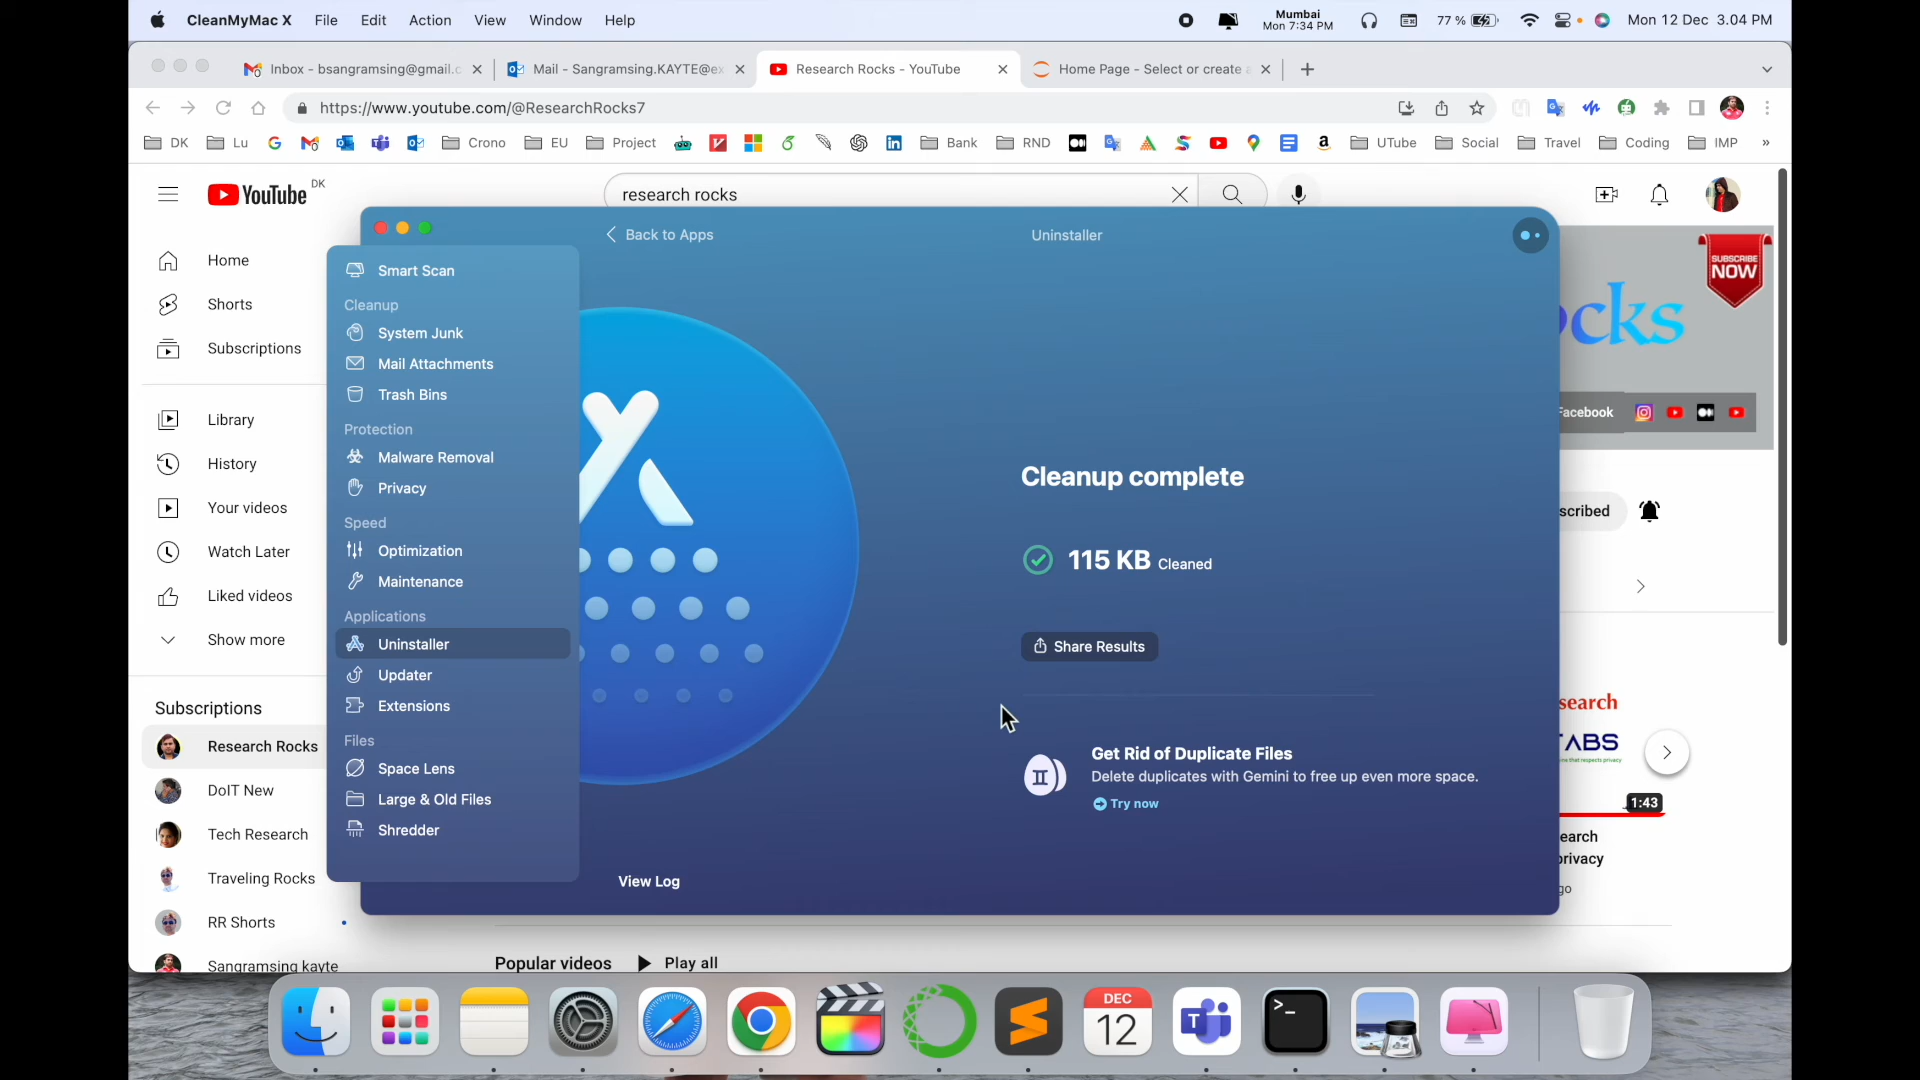 CleanMyMac X File Edit Action View Window Help Mumbai Mon 7:34 PM 77 % Mon 12 Dec 3.04 PM
Inbox - bsangramsing@gmail.c Mail - Sangramsing.KAYTE@e Research Rocks - YouTube Home Page - Select or create a
https://www.youtube.com/@ResearchRocks7
DK Lu Crono EU Project Bank RND UTube Social Travel Coding IMP »
YouTube DK
research rocks
Home
Shorts
Subscriptions
Library
History
Your videos
Watch Later
Liked videos
Show more
Subscriptions
Research Rocks
DoIT New
Tech Research
Traveling Rocks
RR Shorts
Sangramsing kayte
Back to Apps
Uninstaller
Smart Scan
Cleanup
System Junk
Mail Attachments
Trash Bins
Protection
Malware Removal
Privacy
Speed
Optimization
Maintenance
Applications
Uninstaller
Updater
Extensions
Files
Space Lens
Large & Old Files
Shredder
Cleanup complete
115 KB Cleaned
Share Results
Get Rid of Duplicate Files
Delete duplicates with Gemini to free up even more space.
Try now
View Log
SUBSCRIBE
NOW
ocks
Facebook
scribed
search
TABS
1:43
earch
privacy
go
Popular videos Play all
DEC
12